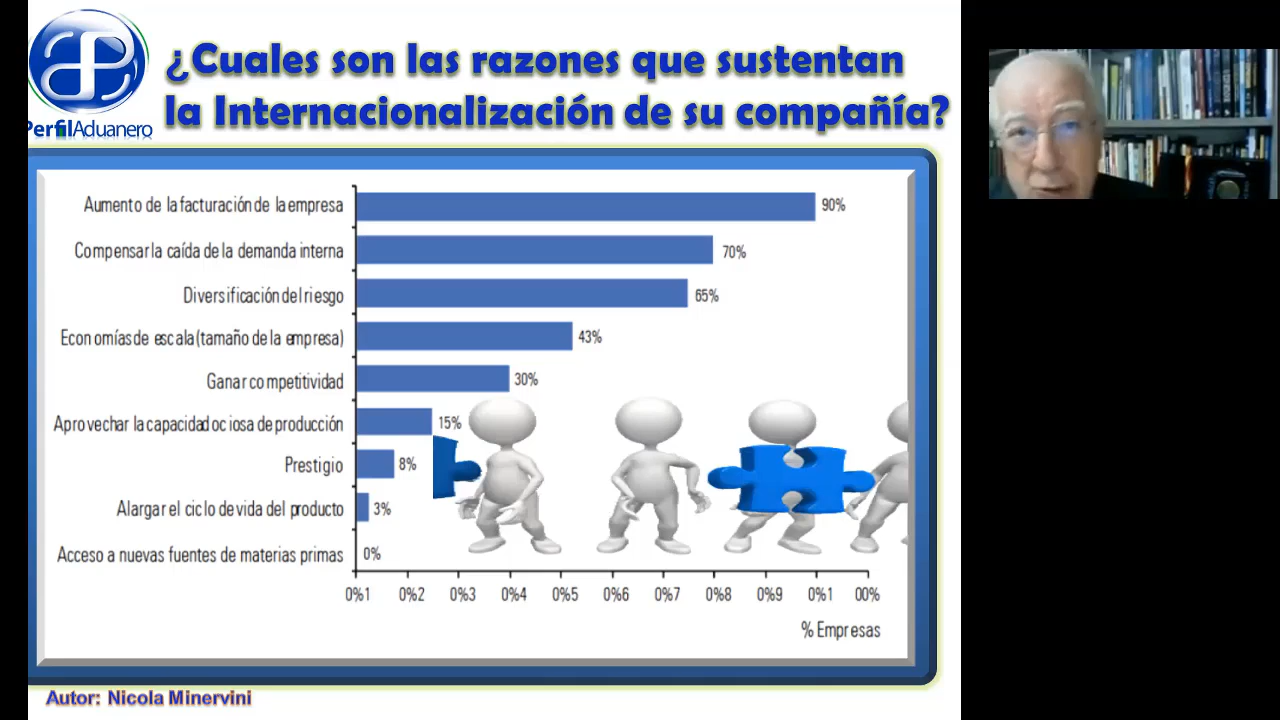 ¿Cuales son las razones que sustentan
la Internacionalización de su compañía?
PerfilAduanero
Aumento de la facturación de la empresa 90%
Compensar la caída de la demanda interna 70%
Diversificación del riesgo 65%
Economías de escala (tamaño de la empresa) 43%
Ganar competitividad 30%
Aprovechar la capacidad ociosa de producción 15%
Prestigio 8%
Alargar el ciclo de vida del producto 3%
Acceso a nuevas fuentes de materias primas 0%
0%1 0%2 0%3 0%4 0%5 0%6 0%7 0%8 0%9 0%1 00%
% Empresas
Autor: Nicola Minervini